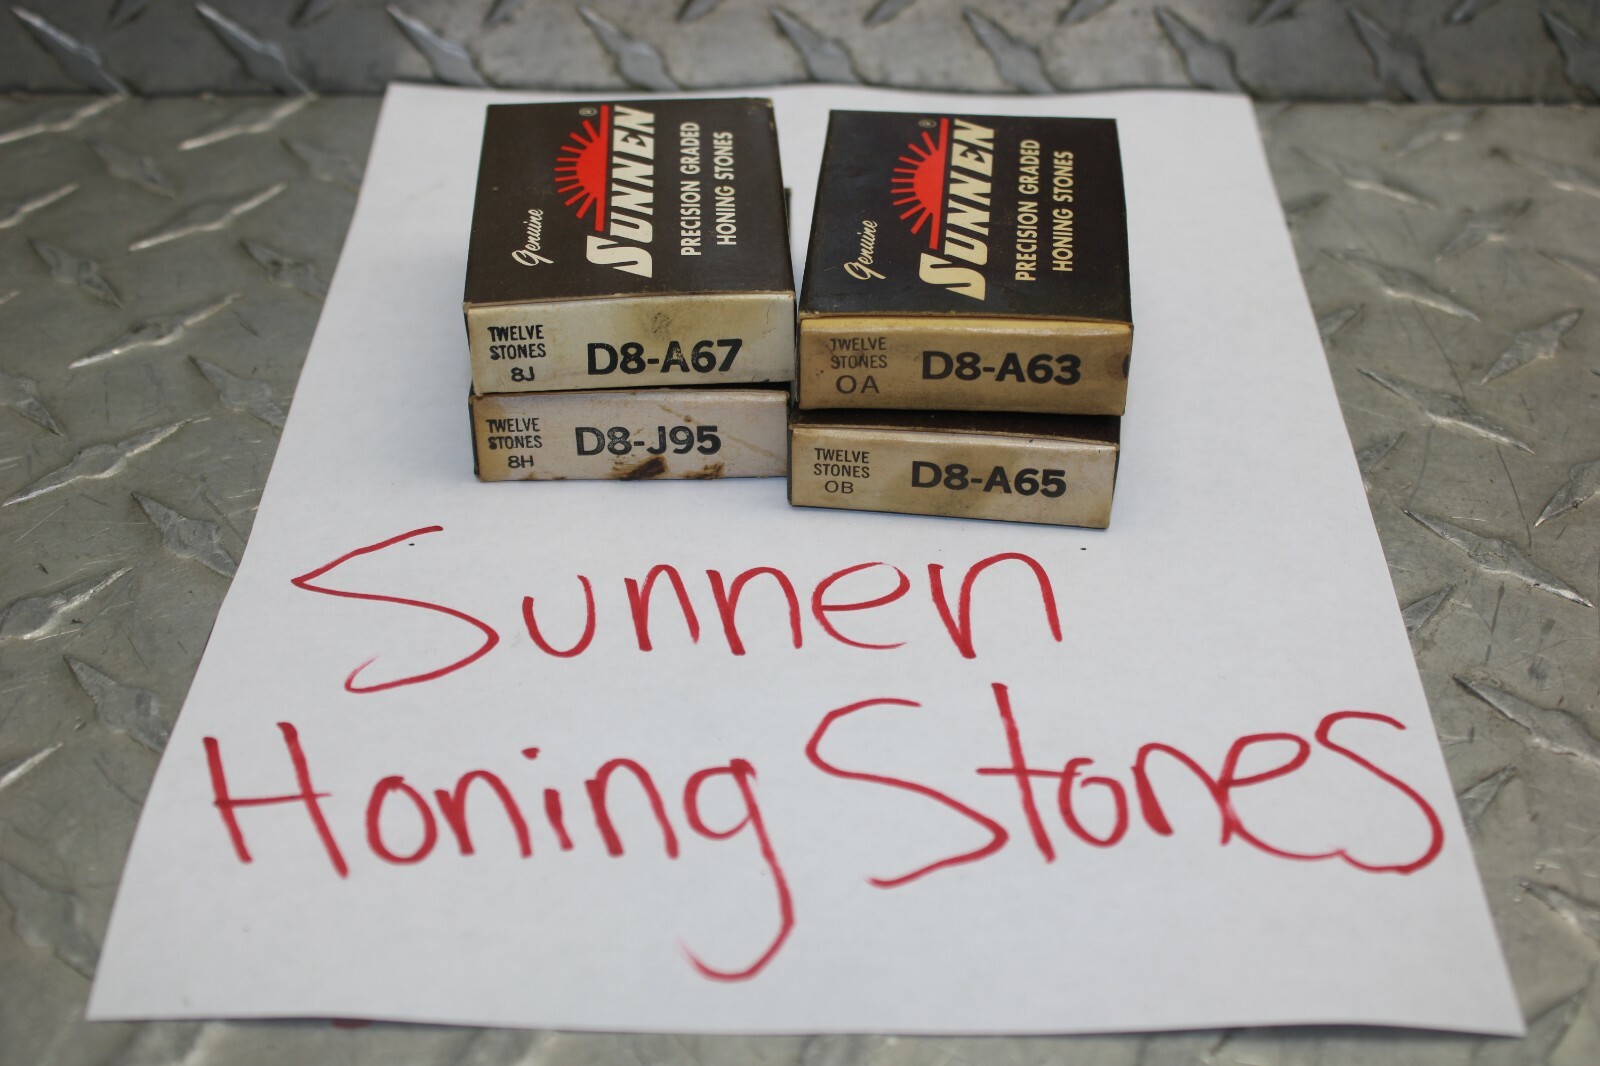 Genuine
SUNNEN®
PRECISION GRADED
HONING STONES
TWELVE
STONES
8J
D8-A67
TWELVE
STONES
8H
D8-J95
Genuine
SUNNEN®
PRECISION GRADED
HONING STONES
TWELVE
STONES
OA
D8-A63
TWELVE
STONES
OB
D8-A65
Sunnen
Honing Stones